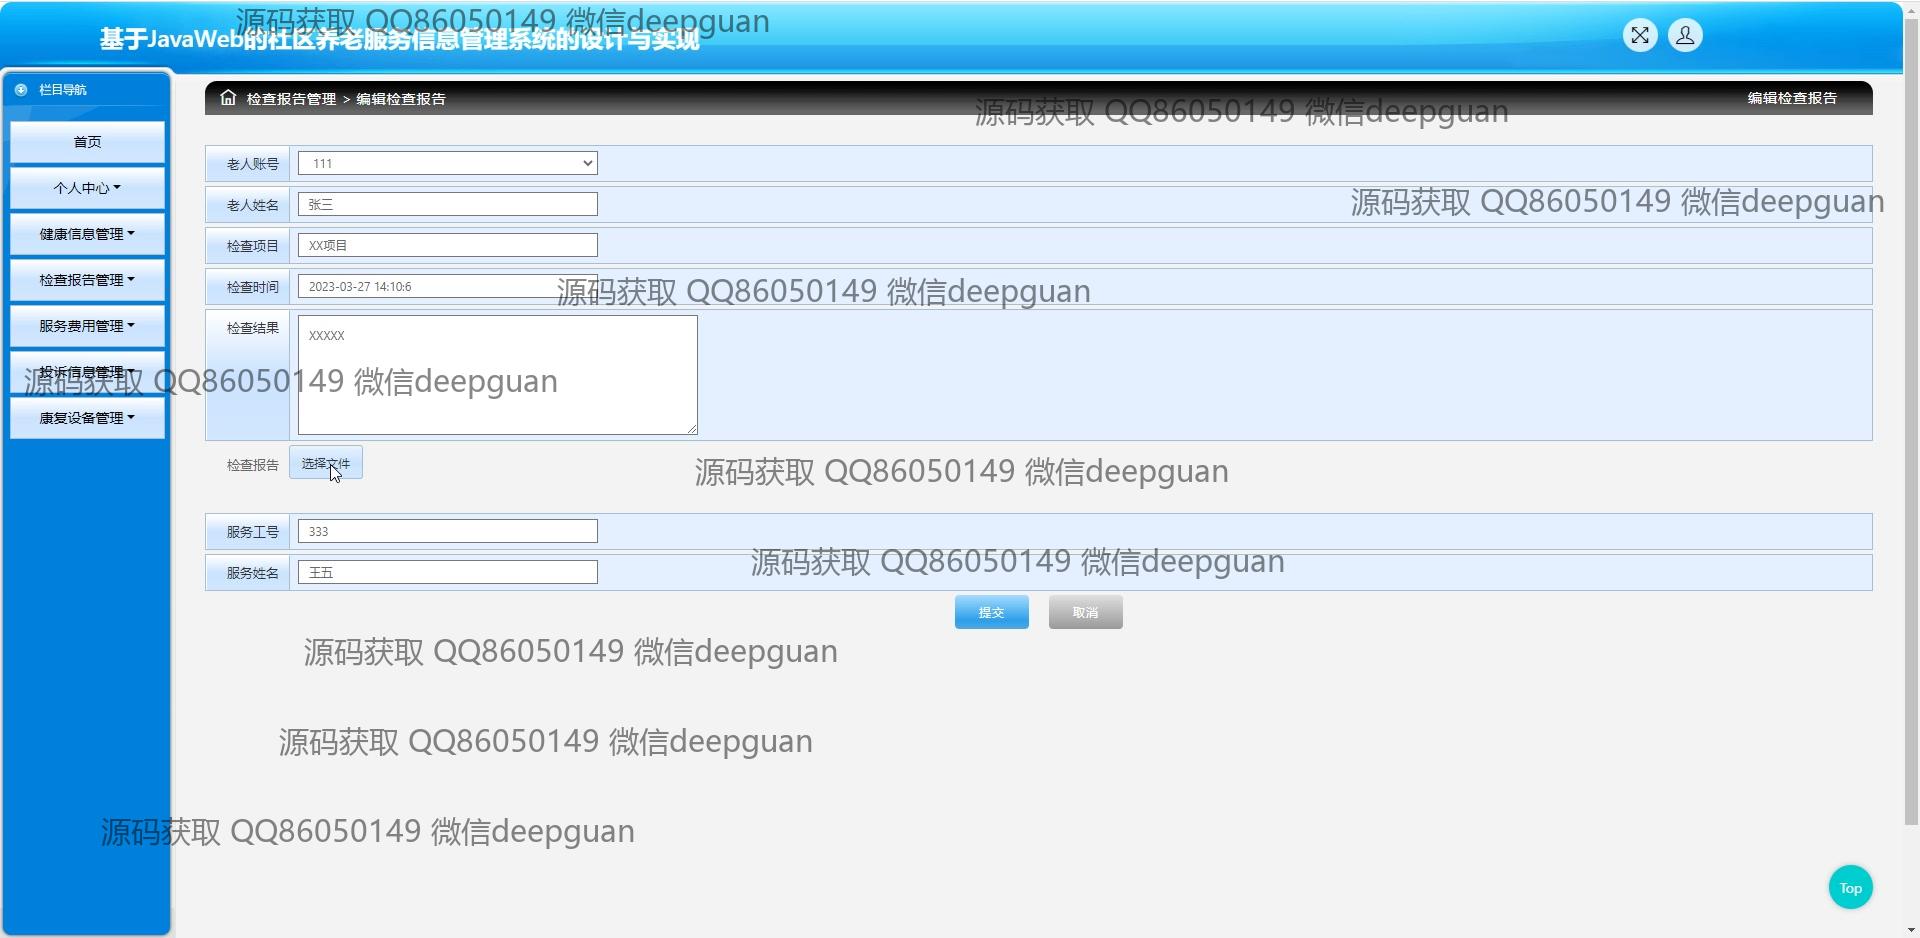 源码获取 QQ86050149 微信deepguan
基于JavaWeb的社区养老服务信息管理系统的设计与实现
栏目导航
首页
个人中心
健康信息管理
检查报告管理
服务费用管理
投诉信息管理
康复设备管理
检查报告管理 > 编辑检查报告
编辑检查报告
源码获取 QQ86050149 微信deepguan
老人账号 111
源码获取 QQ86050149 微信deepguan
老人姓名 张三
检查项目 XX项目
检查时间 2023-03-27 14:10:6
源码获取 QQ86050149 微信deepguan
检查结果 XXXXX
源码获取 QQ86050149 微信deepguan
检查报告 选择文件
源码获取 QQ86050149 微信deepguan
服务工号 333
源码获取 QQ86050149 微信deepguan
服务姓名 王五
提交 取消
源码获取 QQ86050149 微信deepguan
源码获取 QQ86050149 微信deepguan
源码获取 QQ86050149 微信deepguan
Top